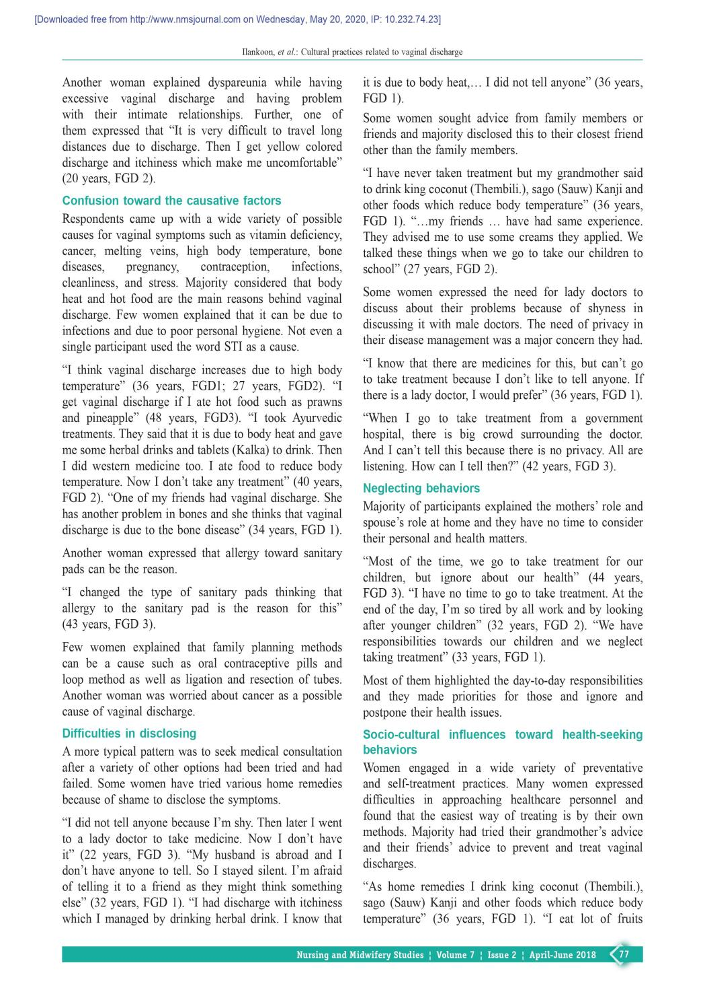 [Downloaded free from http://www.nmsjournal.com on Wednesday, May 20, 2020, IP: 10.232.74.23]
Ilankoon, et al.: Cultural practices related to vaginal discharge
Another woman explained dyspareunia while having
excessive vaginal discharge and having problem
with their intimate relationships. Further, one of
them expressed that “It is very difficult to travel long
distances due to discharge. Then I get yellow colored
discharge and itchiness which make me uncomfortable”
(20 years, FGD 2).
Confusion toward the causative factors
Respondents came up with a wide variety of possible
causes for vaginal symptoms such as vitamin deficiency,
cancer, melting veins, high body temperature, bone
diseases, pregnancy, contraception, infections,
cleanliness, and stress. Majority considered that body
heat and hot food are the main reasons behind vaginal
discharge. Few women explained that it can be due to
infections and due to poor personal hygiene. Not even a
single participant used the word STI as a cause.
“I think vaginal discharge increases due to high body
temperature” (36 years, FGD1; 27 years, FGD2). “I
get vaginal discharge if I ate hot food such as prawns
and pineapple” (48 years, FGD3). “I took Ayurvedic
treatments. They said that it is due to body heat and gave
me some herbal drinks and tablets (Kalka) to drink. Then
I did western medicine too. I ate food to reduce body
temperature. Now I don’t take any treatment” (40 years,
FGD 2). “One of my friends had vaginal discharge. She
has another problem in bones and she thinks that vaginal
discharge is due to the bone disease” (34 years, FGD 1).
Another woman expressed that allergy toward sanitary
pads can be the reason.
“I changed the type of sanitary pads thinking that
allergy to the sanitary pad is the reason for this”
(43 years, FGD 3).
Few women explained that family planning methods
can be a cause such as oral contraceptive pills and
loop method as well as ligation and resection of tubes.
Another woman was worried about cancer as a possible
cause of vaginal discharge.
Difficulties in disclosing
A more typical pattern was to seek medical consultation
after a variety of other options had been tried and had
failed. Some women have tried various home remedies
because of shame to disclose the symptoms.
“I did not tell anyone because I’m shy. Then later I went
to a lady doctor to take medicine. Now I don’t have
it” (22 years, FGD 3). “My husband is abroad and I
don’t have anyone to tell. So I stayed silent. I’m afraid
of telling it to a friend as they might think something
else” (32 years, FGD 1). “I had discharge with itchiness
which I managed by drinking herbal drink. I know that
it is due to body heat,… I did not tell anyone” (36 years,
FGD 1).
Some women sought advice from family members or
friends and majority disclosed this to their closest friend
other than the family members.
“I have never taken treatment but my grandmother said
to drink king coconut (Thembili.), sago (Sauw) Kanji and
other foods which reduce body temperature” (36 years,
FGD 1). “…my friends … have had same experience.
They advised me to use some creams they applied. We
talked these things when we go to take our children to
school” (27 years, FGD 2).
Some women expressed the need for lady doctors to
discuss about their problems because of shyness in
discussing it with male doctors. The need of privacy in
their disease management was a major concern they had.
“I know that there are medicines for this, but can’t go
to take treatment because I don’t like to tell anyone. If
there is a lady doctor, I would prefer” (36 years, FGD 1).
“When I go to take treatment from a government
hospital, there is big crowd surrounding the doctor.
And I can’t tell this because there is no privacy. All are
listening. How can I tell then?” (42 years, FGD 3).
Neglecting behaviors
Majority of participants explained the mothers’ role and
spouse’s role at home and they have no time to consider
their personal and health matters.
“Most of the time, we go to take treatment for our
children, but ignore about our health” (44 years,
FGD 3). “I have no time to go to take treatment. At the
end of the day, I’m so tired by all work and by looking
after younger children” (32 years, FGD 2). “We have
responsibilities towards our children and we neglect
taking treatment” (33 years, FGD 1).
Most of them highlighted the day-to-day responsibilities
and they made priorities for those and ignore and
postpone their health issues.
Socio-cultural influences toward health-seeking
behaviors
Women engaged in a wide variety of preventative
and self-treatment practices. Many women expressed
difficulties in approaching healthcare personnel and
found that the easiest way of treating is by their own
methods. Majority had tried their grandmother’s advice
and their friends’ advice to prevent and treat vaginal
discharges.
“As home remedies I drink king coconut (Thembili.),
sago (Sauw) Kanji and other foods which reduce body
temperature” (36 years, FGD 1). “I eat lot of fruits
Nursing and Midwifery Studies ¦ Volume 7 ¦ Issue 2 ¦ April-June 2018 77